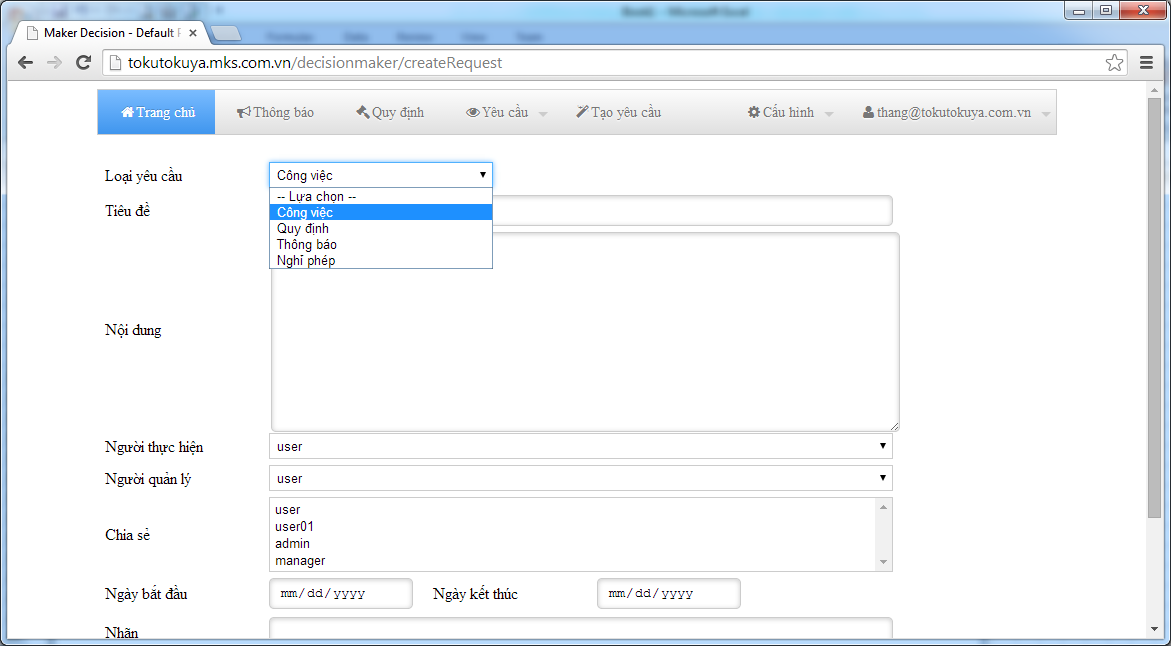 Maker Decision - Default
tokutokuya.mks.com.vn/decisionmaker/createRequest
Trang chủ Thông báo Quy định Yêu cầu Tạo yêu cầu Cấu hình thang@tokutokuya.com.vn
Loại yêu cầu Công việc
-- Lựa chọn --
Tiêu đề Công việc
Quy định
Thông báo
Nghĩ phép
Nội dung
Người thực hiện user
Người quản lý user
Chia sẻ
user
user01
admin
manager
Ngày bắt đầu mm/dd/yyyy Ngày kết thúc mm/dd/yyyy
Nhãn